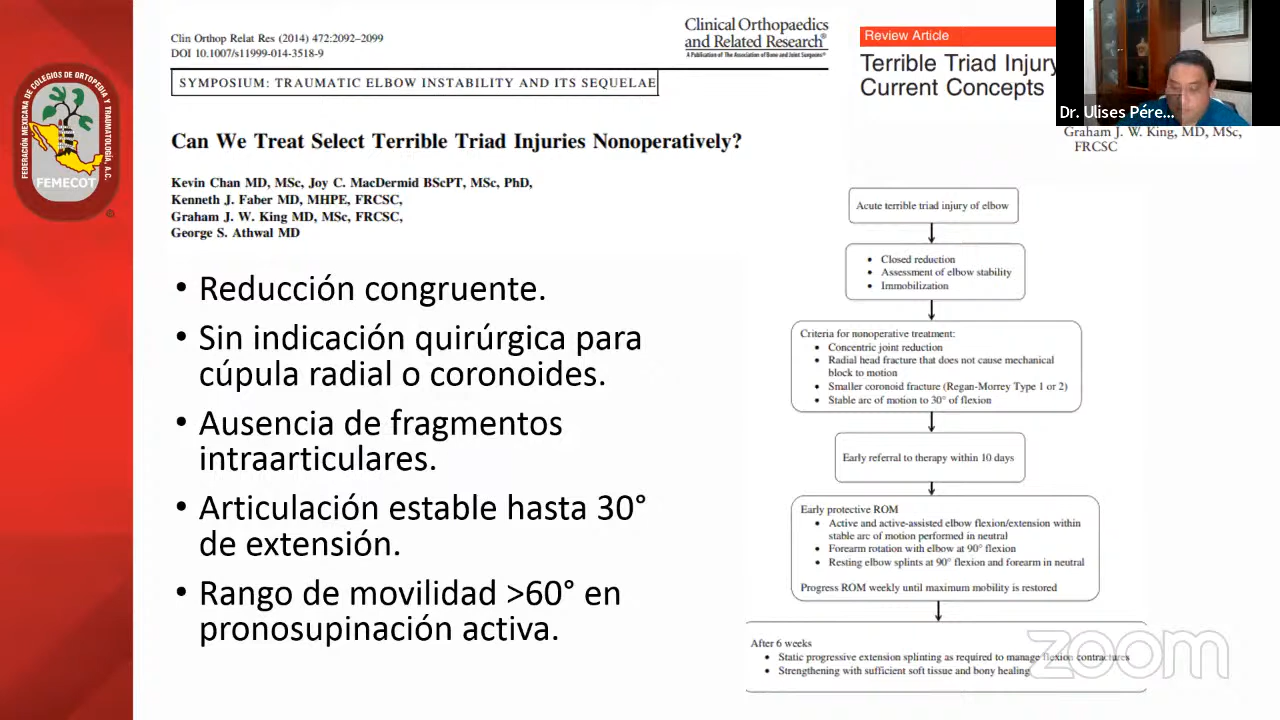 Clin Orthop Relat Res (2014) 472:2092–2099
DOI 10.1007/s11999-014-3518-9
Clinical Orthopaedics
and Related Research®
A Publication of The Association of Bone and Joint Surgeons®
SYMPOSIUM: TRAUMATIC ELBOW INSTABILITY AND ITS SEQUELAE
Can We Treat Select Terrible Triad Injuries Nonoperatively?
Kevin Chan MD, MSc, Joy C. MacDermid BScPT, MSc, PhD,
Kenneth J. Faber MD, MHPE, FRCSC,
Graham J. W. King MD, MSc, FRCSC,
George S. Athwal MD
Review Article
Terrible Triad Injury
Current Concepts
Dr. Ulises Pére...
Graham J. W. King, MD, MSc,
FRCSC
FEDERACIÓN MEXICANA DE COLEGIOS DE ORTOPEDIA Y TRAUMATOLOGÍA, A.C.
FEMECOT
®
• Reducción congruente.
• Sin indicación quirúrgica para
cúpula radial o coronoides.
• Ausencia de fragmentos
intraarticulares.
• Articulación estable hasta 30°
de extensión.
• Rango de movilidad >60° en
pronosupinación activa.
Acute terrible triad injury of elbow
• Closed reduction
• Assessment of elbow stability
• Immobilization
Criteria for nonoperative treatment:
• Concentric joint reduction
• Radial head fracture that does not cause mechanical
block to motion
• Smaller coronoid fracture (Regan-Morrey Type 1 or 2)
• Stable arc of motion to 30° of flexion
Early referral to therapy within 10 days
Early protective ROM
• Active and active-assisted elbow flexion/extension within
stable arc of motion performed in neutral
• Forearm rotation with elbow at 90° flexion
• Resting elbow splints at 90° flexion and forearm in neutral
Progress ROM weekly until maximum mobility is restored
After 6 weeks
• Static progressive extension splinting as required to manage flexion contractures
• Strengthening with sufficient soft tissue and bony healing
zoom